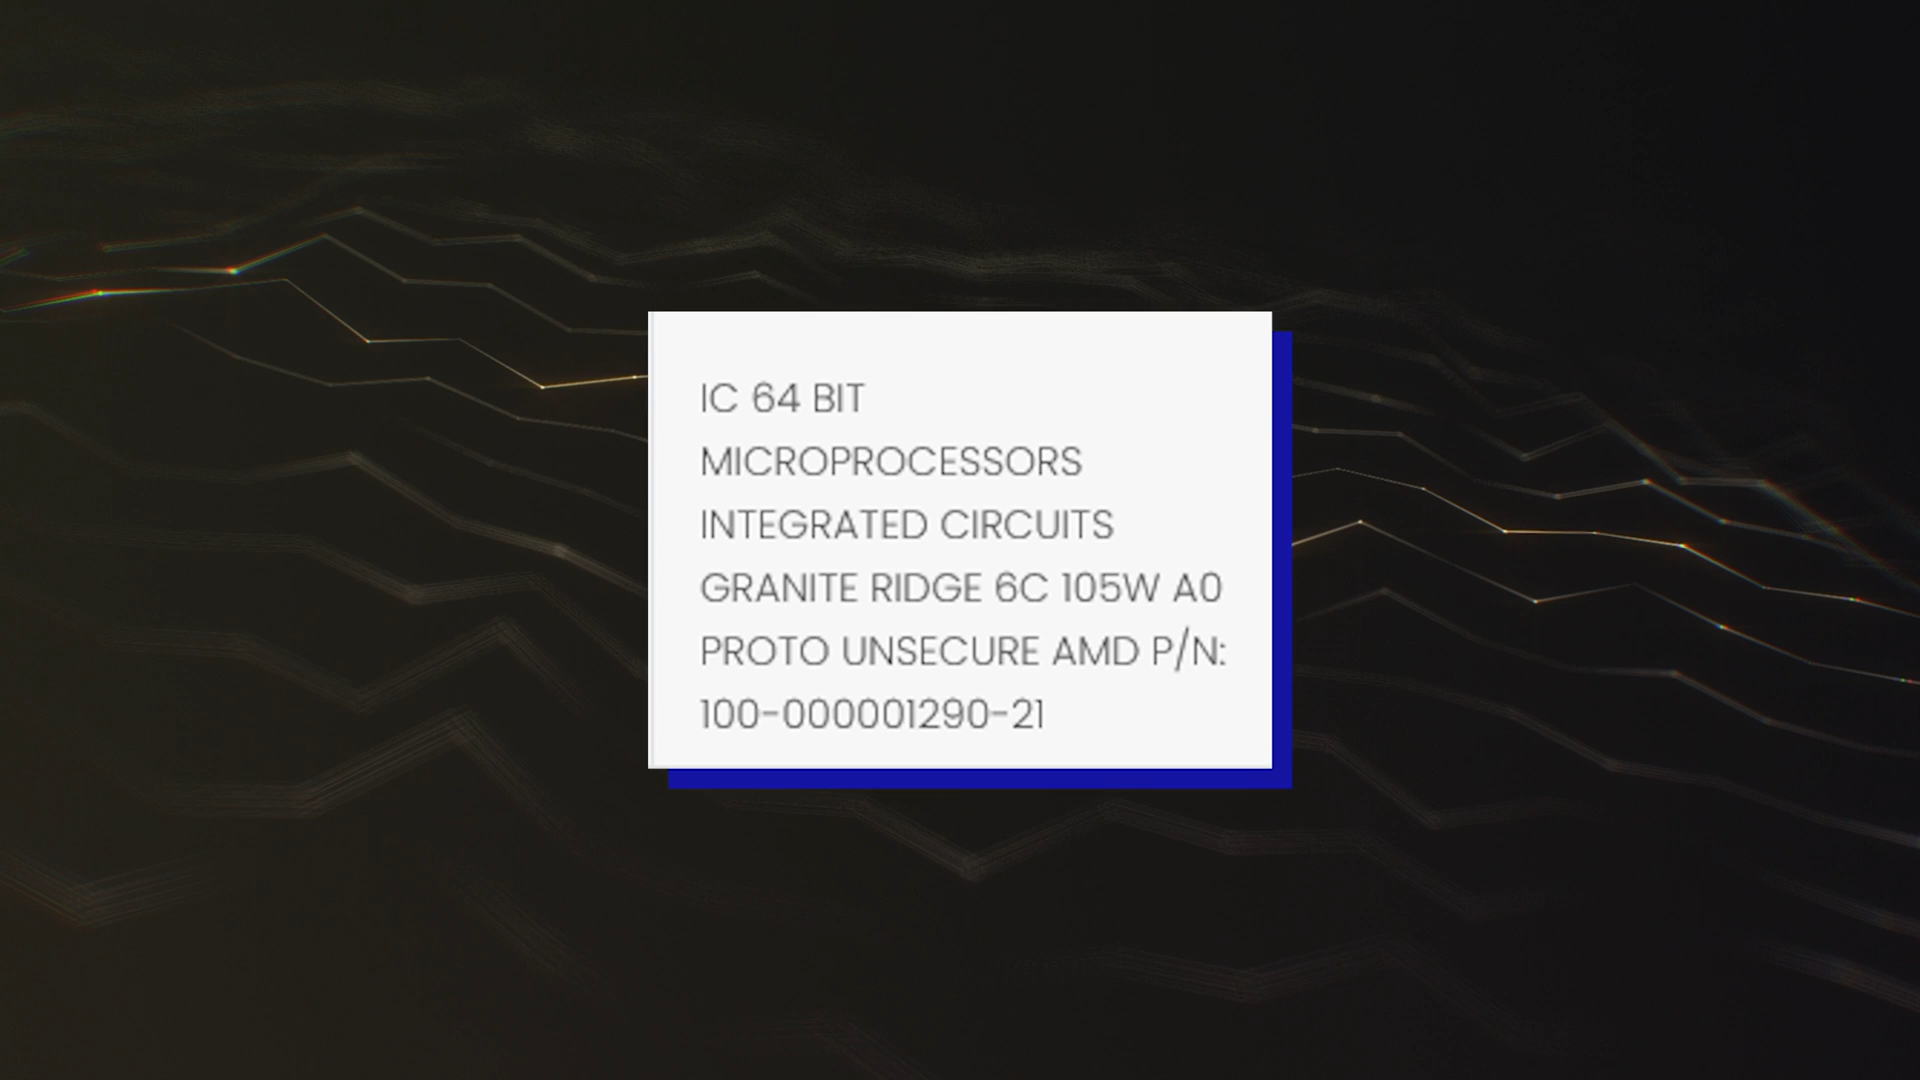 IC 64 BIT
MICROPROCESSORS
INTEGRATED CIRCUITS
GRANITE RIDGE 6C 105W A0
PROTO UNSECURE AMD P/N:
100-000001290-21